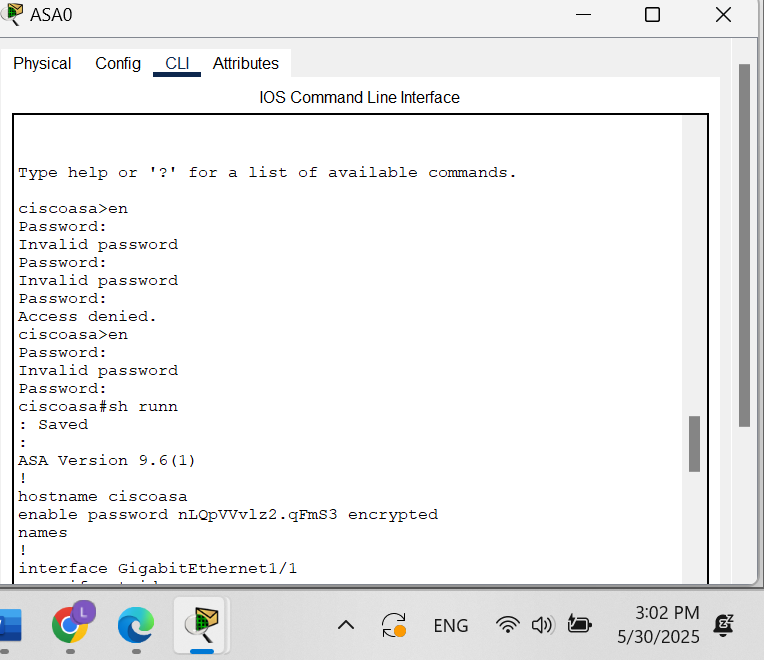 ASA0
Physical Config CLI Attributes
IOS Command Line Interface
Type help or '?' for a list of available commands.
ciscoasa>en
Password:
Invalid password
Password:
Invalid password
Password:
Access denied.
ciscoasa>en
Password:
Invalid password
Password:
ciscoasa#sh runn
: Saved
:
ASA Version 9.6(1)
!
hostname ciscoasa
enable password nLQpVVvlz2.qFmS3 encrypted
names
!
interface GigabitEthernet1/1
L
ENG
3:02 PM
5/30/2025